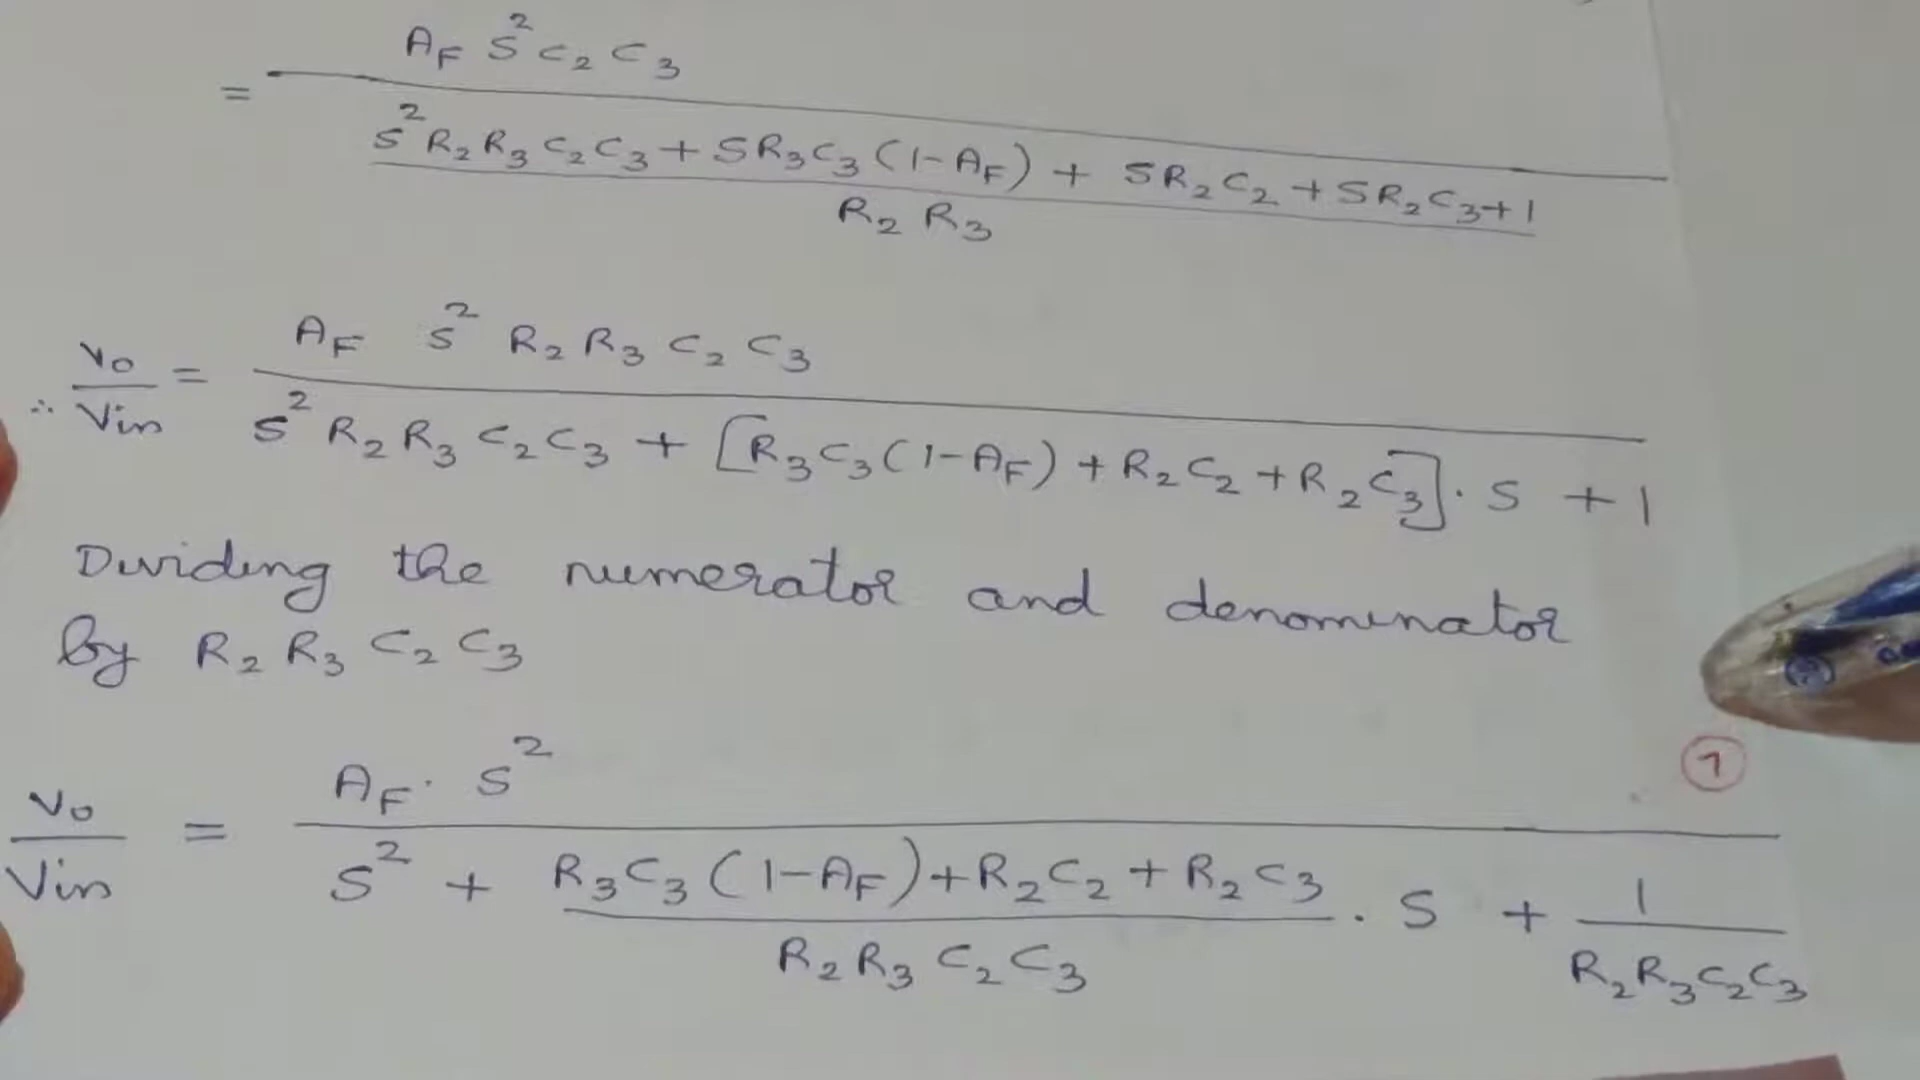 = A_F S² C₂ C₃ / ((S² R₂ R₃ C₂ C₃ + S R₃ C₃ (1-A_F) + S R₂ C₂ + S R₂ C₃ + 1) / (R₂ R₃))
∴ V₀/Vin = A_F S² R₂ R₃ C₂ C₃ / (S² R₂ R₃ C₂ C₃ + [R₃ C₃ (1-A_F) + R₂ C₂ + R₂ C₃] · S + 1)
Dividing the numerator and denominator
by R₂ R₃ C₂ C₃
7
V₀/Vin = A_F · S² / (S² + (R₃ C₃ (1-A_F) + R₂ C₂ + R₂ C₃) / (R₂ R₃ C₂ C₃) · S + 1 / (R₂ R₃ C₂ C₃))